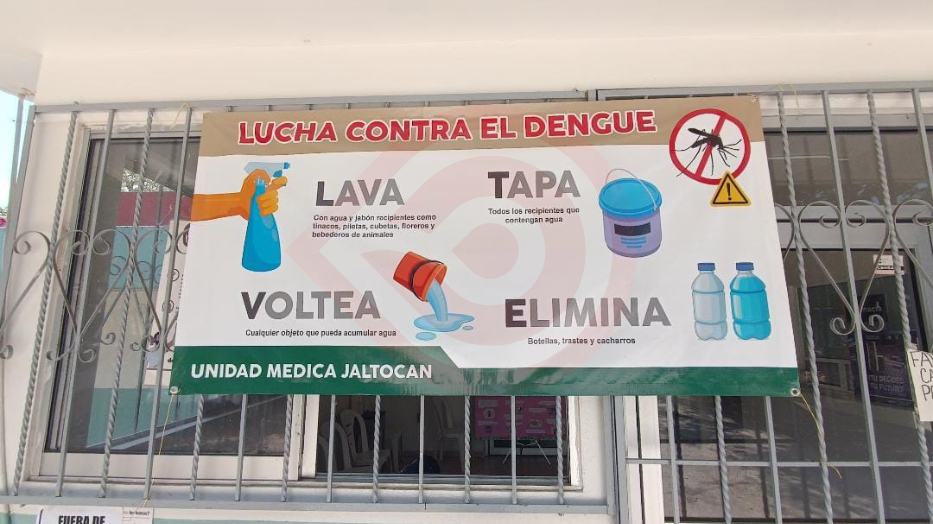 LUCHA CONTRA EL DENGUE
LAVA
Con agua y jabón recipientes como
tinacos, piletas, cubetas, floreros y
bebederos de animales
TAPA
Todos los recipientes que
contengan agua
VOLTEA
Cualquier objeto que pueda acumular agua
ELIMINA
Botellas, trastes y cacharros
UNIDAD MEDICA JALTOCAN
FUERA DE